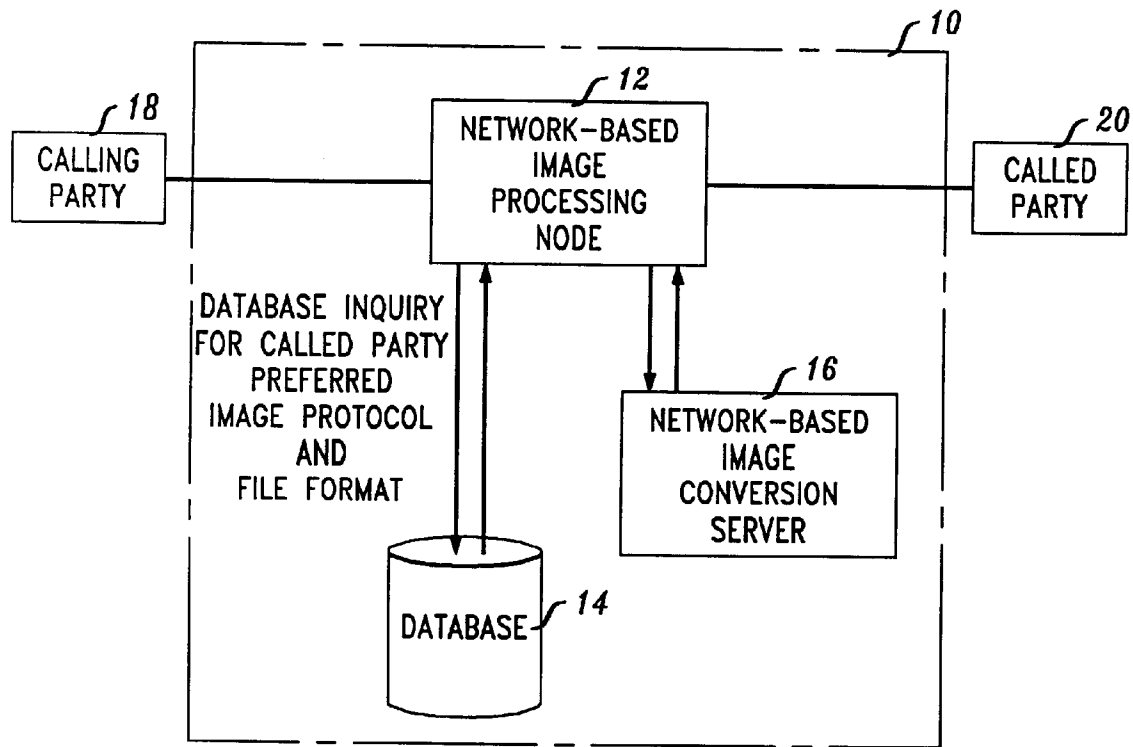 10
12
18
20
CALLING
PARTY
NETWORK-BASED
IMAGE
PROCESSING
NODE
CALLED
PARTY
DATABASE INQUIRY
FOR CALLED PARTY
PREFERRED
IMAGE PROTOCOL
AND
FILE FORMAT
16
NETWORK-BASED
IMAGE
CONVERSION
SERVER
DATABASE
14